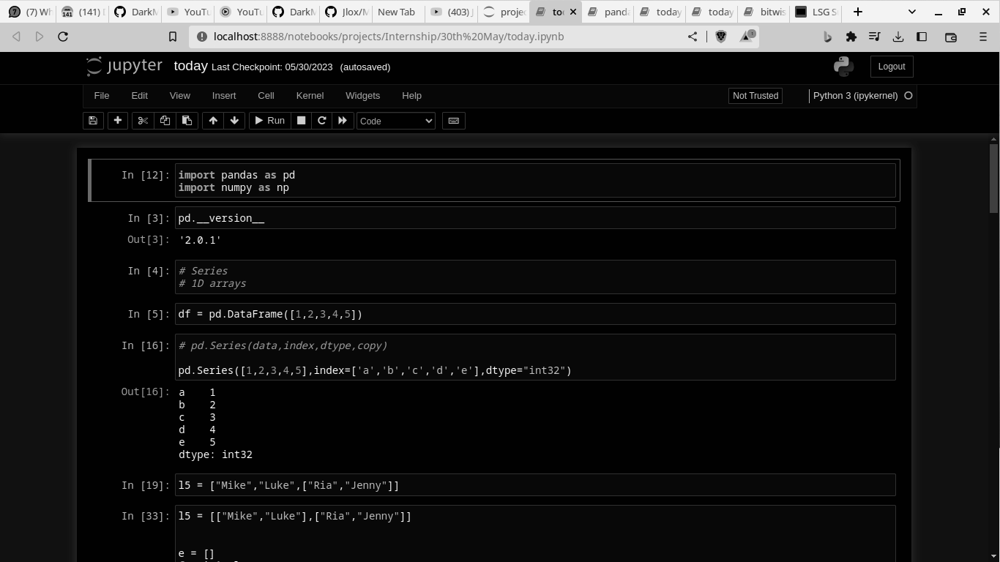 (7) Wh (141) DarkM YouTu YouTu DarkM Jlox/M New Tab (403) J projec to panda today today bitwis LSG S
localhost:8888/notebooks/projects/Internship/30th%20May/today.ipynb
jupyter today Last Checkpoint: 05/30/2023 (autosaved)
Logout
File Edit View Insert Cell Kernel Widgets Help
Not Trusted Python 3 (ipykernel)
Run Code
In [12]: import pandas as pd
import numpy as np
In [3]: pd.__version__
Out[3]: '2.0.1'
In [4]: # Series
# 1D arrays
In [5]: df = pd.DataFrame([1,2,3,4,5])
In [16]: # pd.Series(data,index,dtype,copy)
pd.Series([1,2,3,4,5],index=['a','b','c','d','e'],dtype="int32")
Out[16]: a 1
b 2
c 3
d 4
e 5
dtype: int32
In [19]: l5 = ["Mike","Luke",["Ria","Jenny"]]
In [33]: l5 = [["Mike","Luke"],["Ria","Jenny"]]
e = []